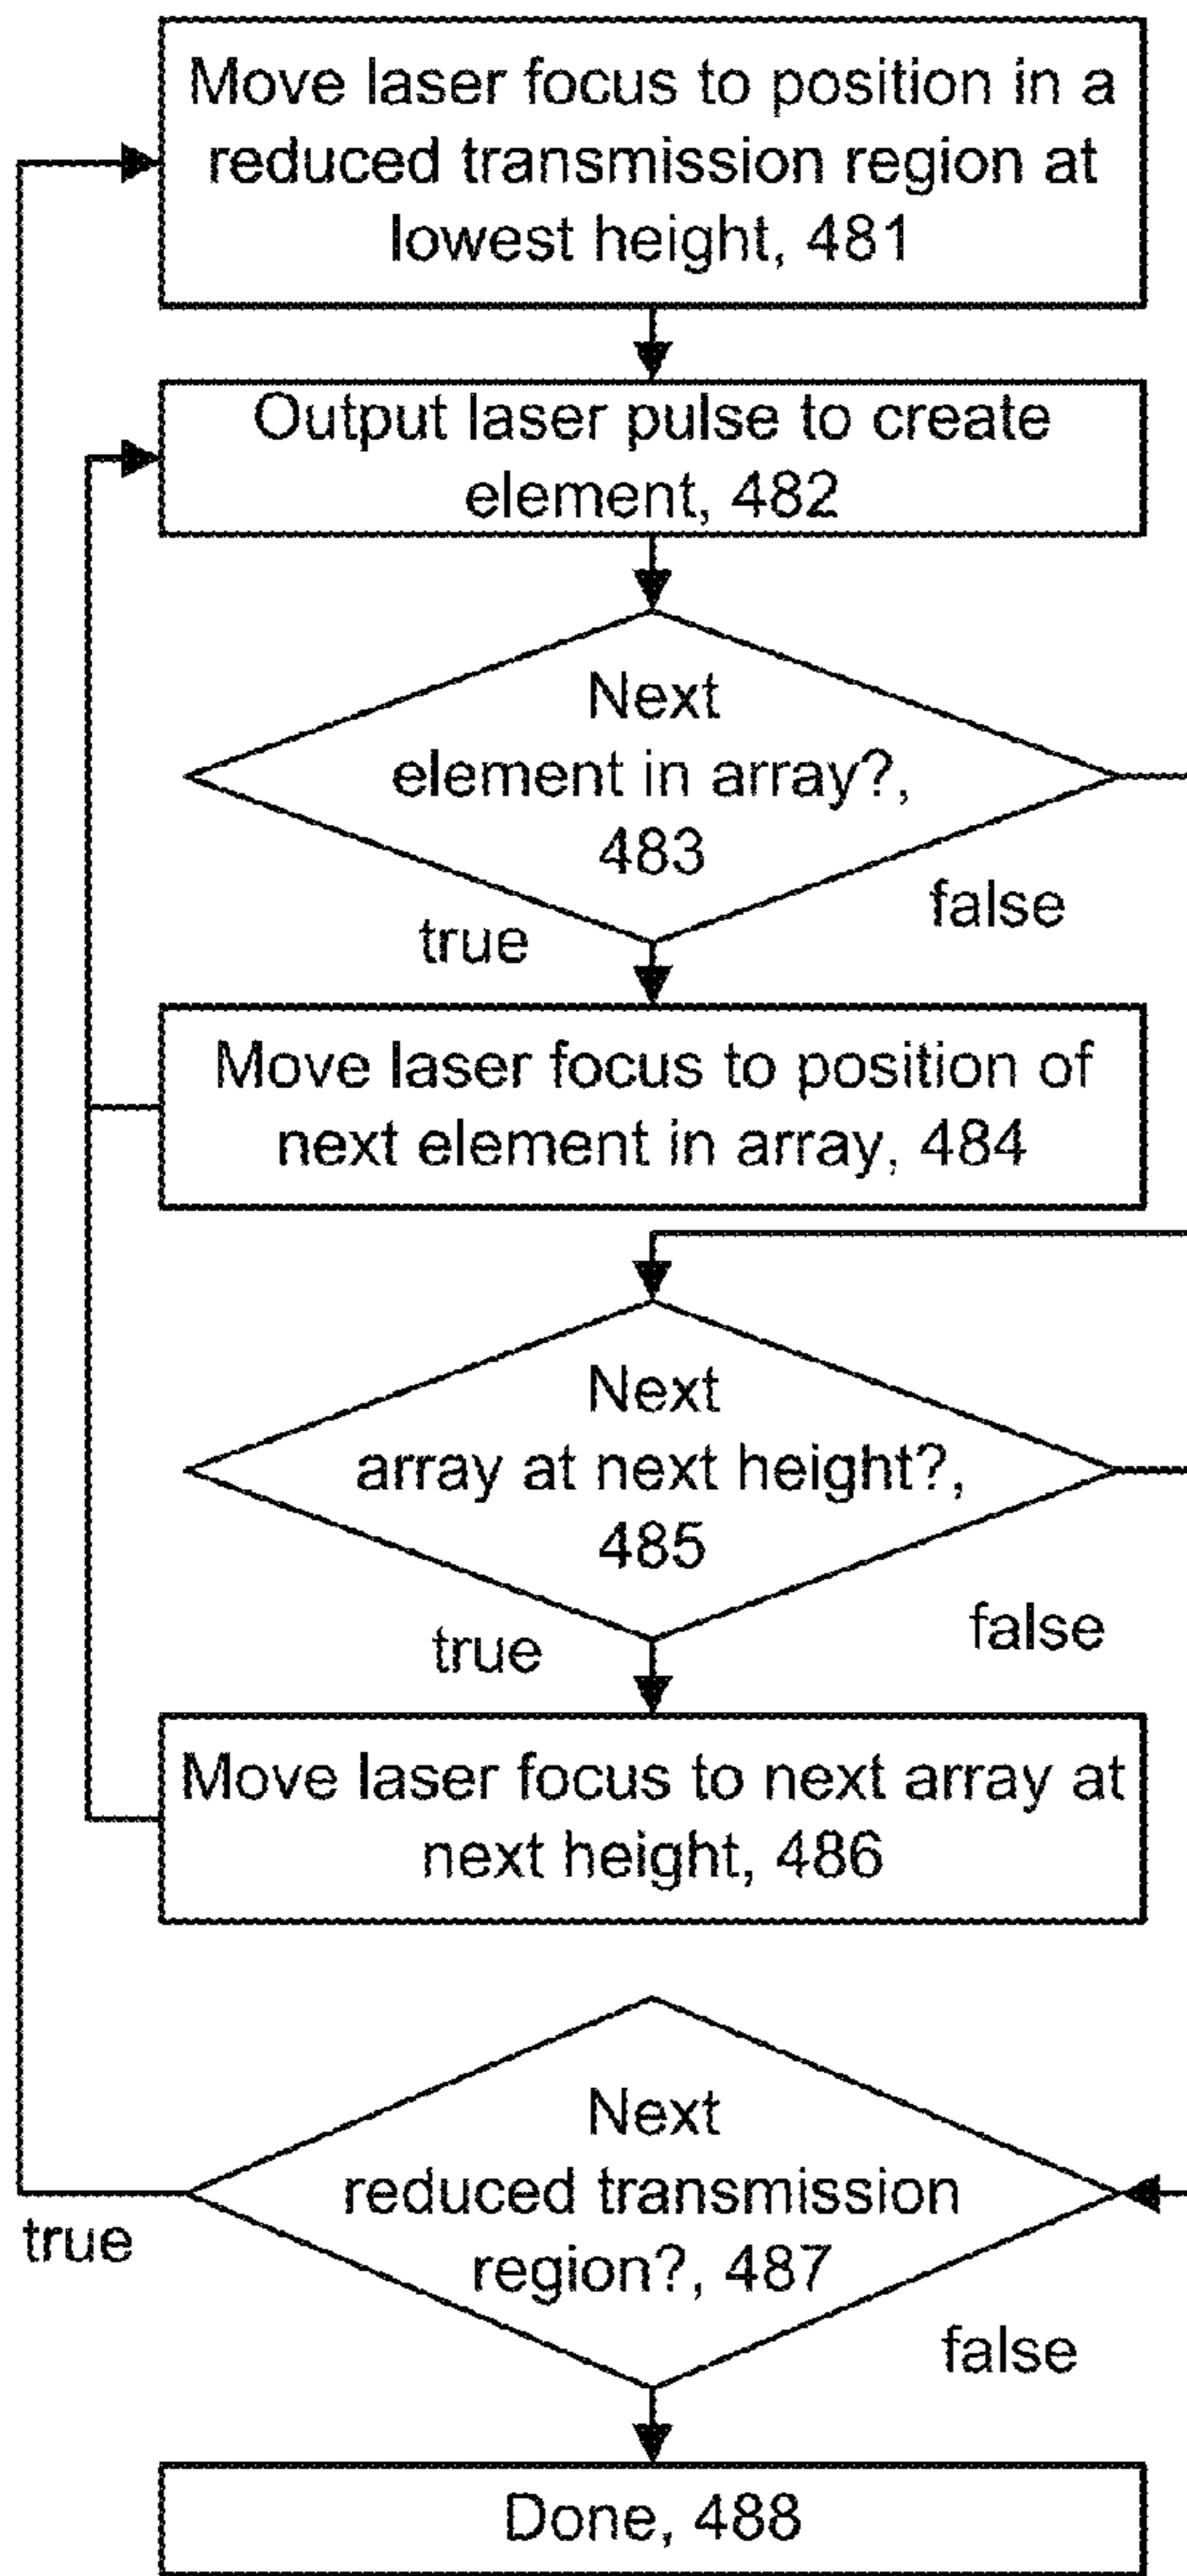 Move laser focus to position in a
reduced transmission region at
lowest height, 481
Output laser pulse to create
element, 482
Next
element in array?,
483
false
true
Move laser focus to position of
next element in array, 484
Next
array at next height?,
485
false
true
Move laser focus to next array at
next height, 486
Next
reduced transmission
region?, 487
true
false
Done, 488